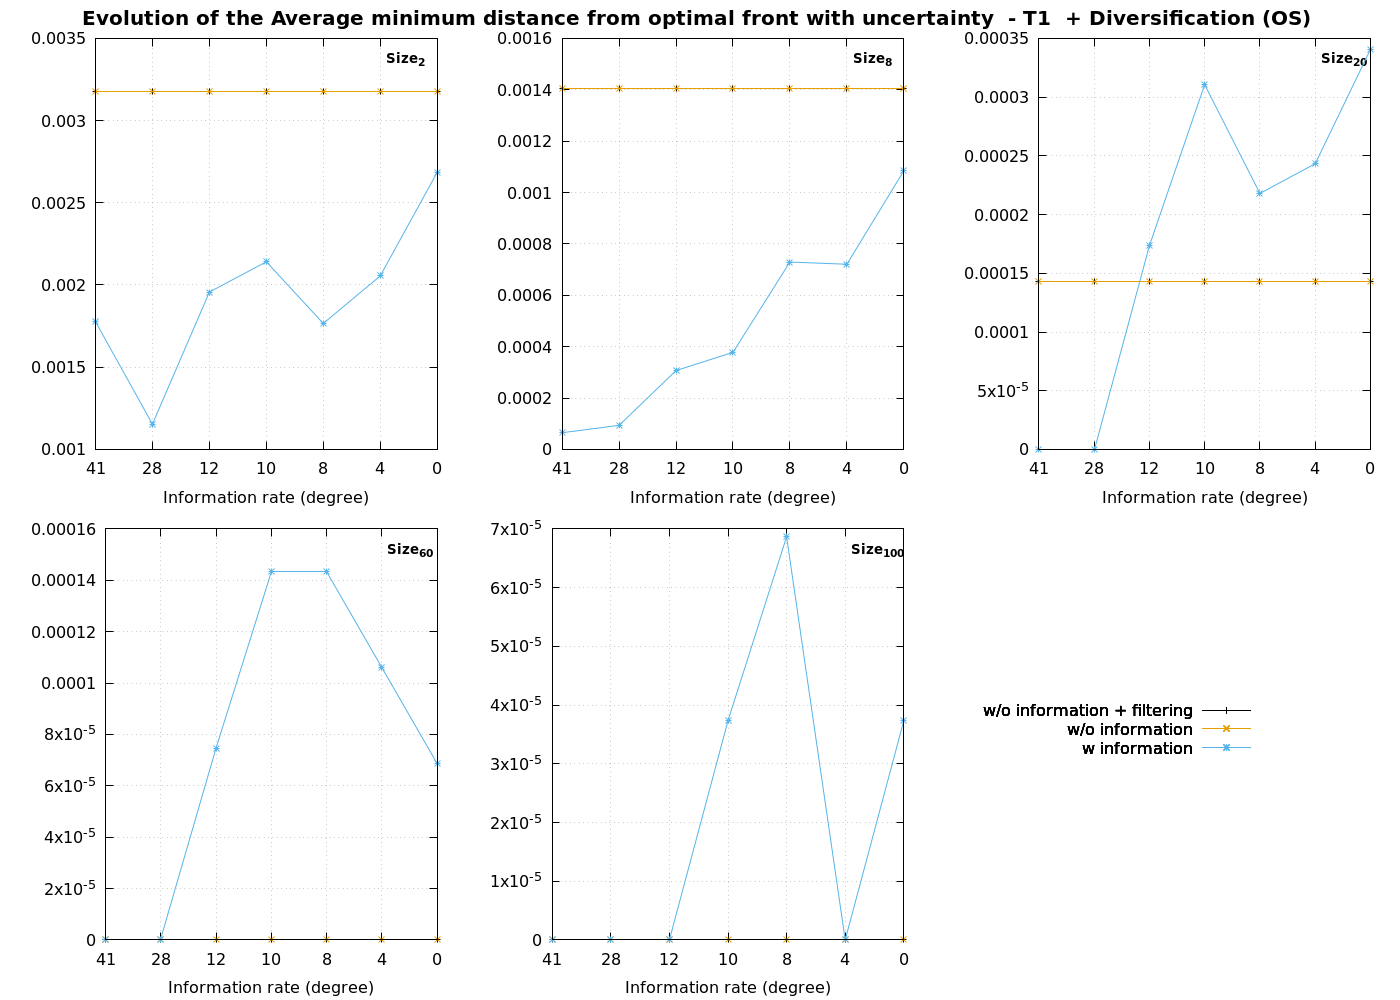 Evolution of the Average minimum distance from optimal front with uncertainty - T1 + Diversification (OS)
0.0035
0.003
0.0025
0.002
0.0015
0.001
Size2
41 28 12 10 8 4 0
Information rate (degree)
0.0016
0.0014
0.0012
0.001
0.0008
0.0006
0.0004
0.0002
0
Size8
41 28 12 10 8 4 0
Information rate (degree)
0.00035
0.0003
0.00025
0.0002
0.00015
0.0001
5x10-5
0
Size20
41 28 12 10 8 4 0
Information rate (degree)
0.00016
0.00014
0.00012
0.0001
8x10-5
6x10-5
4x10-5
2x10-5
0
Size60
41 28 12 10 8 4 0
Information rate (degree)
7x10-5
6x10-5
5x10-5
4x10-5
3x10-5
2x10-5
1x10-5
0
Size100
41 28 12 10 8 4 0
Information rate (degree)
w/o information + filtering
w/o information
w information